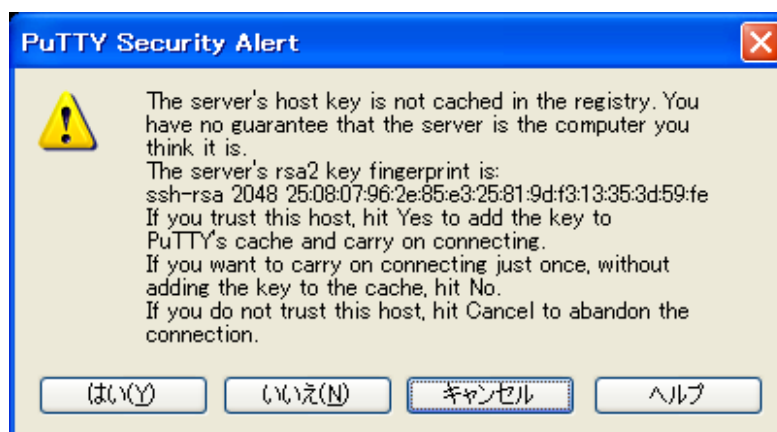 PuTTY Security Alert
The server's host key is not cached in the registry. You
have no guarantee that the server is the computer you
think it is.
The server's rsa2 key fingerprint is:
ssh-rsa 2048 25:08:07:96:2e:85:e3:25:81:9d:f3:13:35:3d:59:fe
If you trust this host, hit Yes to add the key to
PuTTY's cache and carry on connecting.
If you want to carry on connecting just once, without
adding the key to the cache, hit No.
If you do not trust this host, hit Cancel to abandon the
connection.
はい(Y) いいえ(N) キャンセル ヘルプ